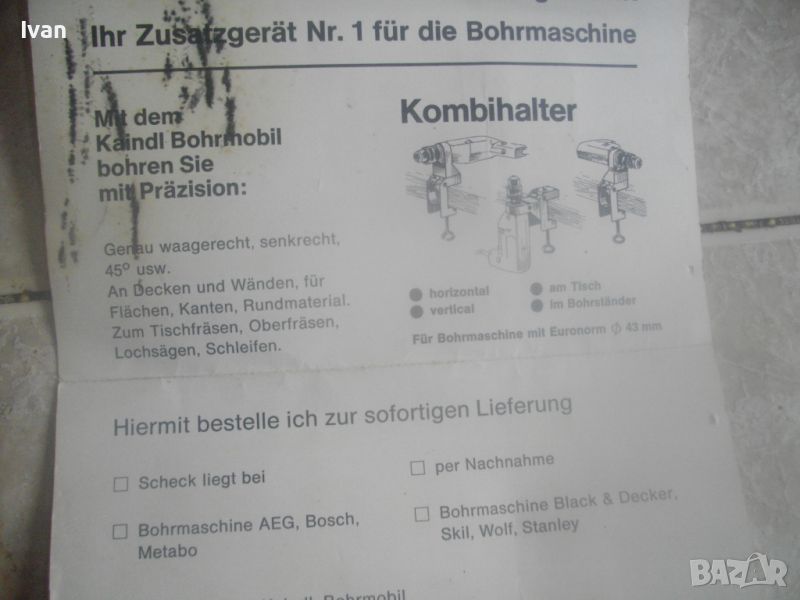 Ivan
Ihr Zusatzgerät Nr. 1 für die Bohrmaschine
Mit dem
Kaindl Bohrmobil
bohren Sie
mit Präzision:
Genau waagerecht, senkrecht,
45° usw.
An Decken und Wänden, für
Flächen, Kanten, Rundmaterial.
Zum Tischfräsen, Oberfräsen,
Lochsägen, Schleifen.
Kombihalter
horizontal
vertical
am Tisch
im Bohrständer
Für Bohrmaschine mit Euronorm ϕ 43 mm
Hiermit bestelle ich zur sofortigen Lieferung
Scheck liegt bei
per Nachnahme
Bohrmaschine AEG, Bosch,
Metabo
Bohrmaschine Black & Decker,
Skil, Wolf, Stanley
Kaindl Bohrmobil
BAZAR